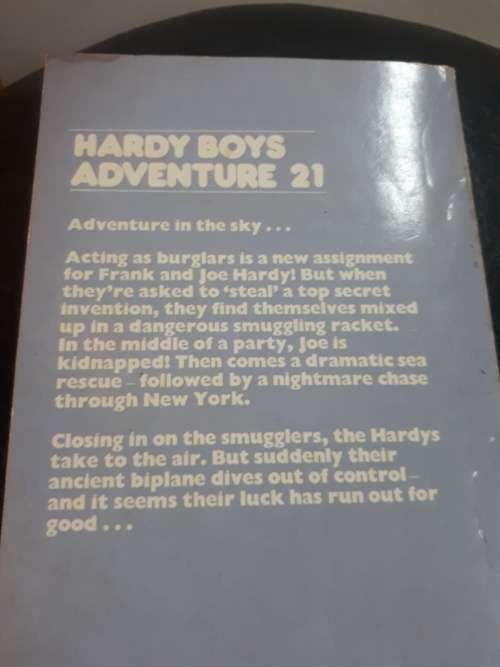 HARDY BOYS
ADVENTURE 21
Adventure in the sky...
Acting as burglars is a new assignment
for Frank and Joe Hardy! But when
they're asked to 'steal' a top secret
invention, they find themselves mixed
up in a dangerous smuggling racket.
In the middle of a party, Joe is
kidnapped! Then comes a dramatic sea
rescue – followed by a nightmare chase
through New York.
Closing in on the smugglers, the Hardys
take to the air. But suddenly their
ancient biplane dives out of control –
and it seems their luck has run out for
good...